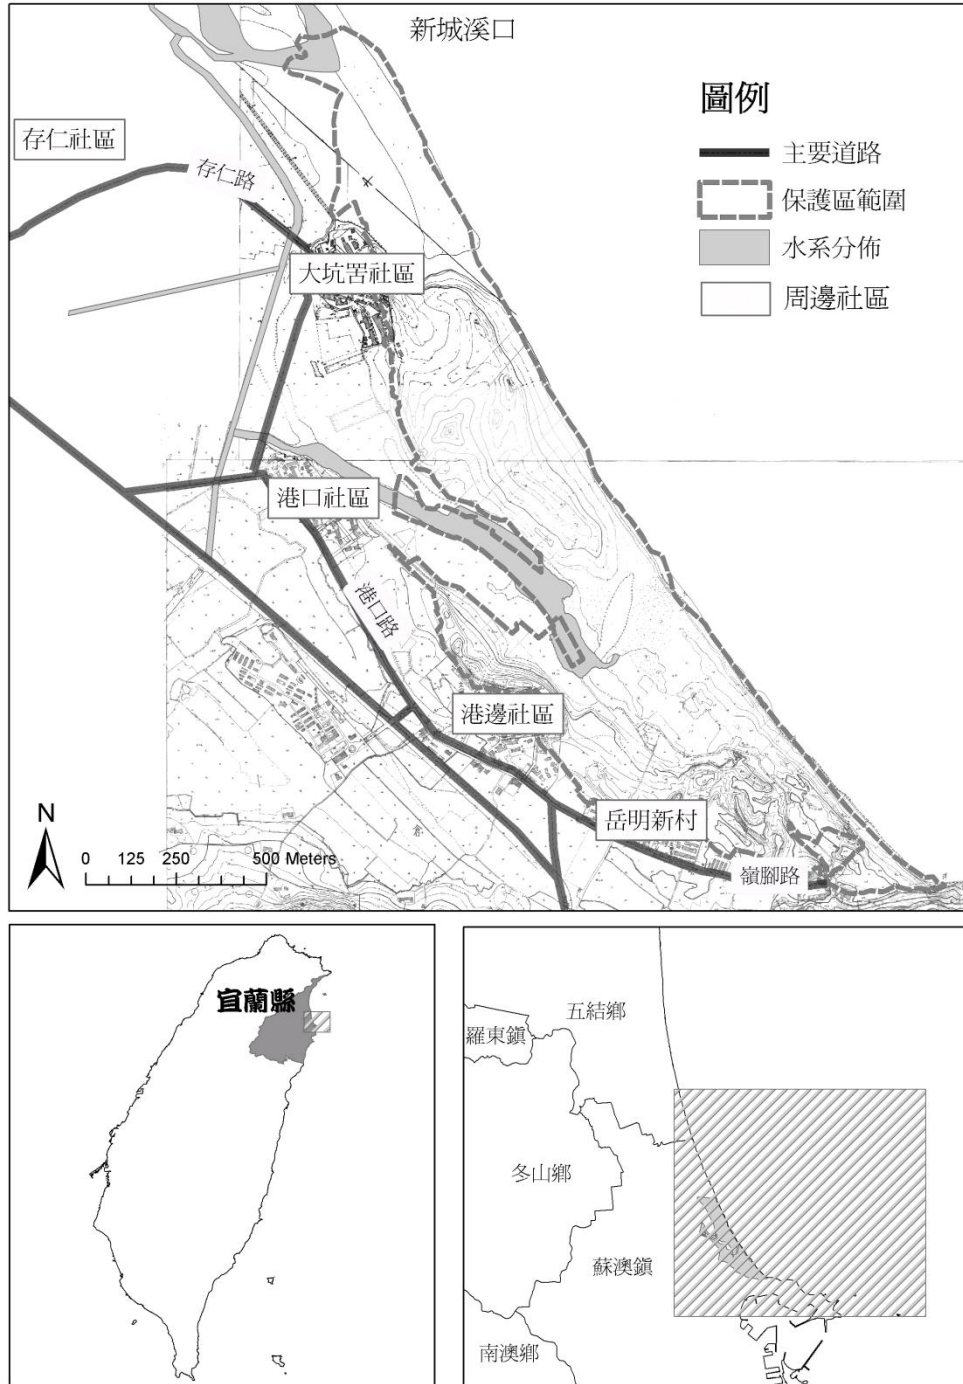 新城溪口
圖例
存仁社區
主要道路
存仁路
保護區範圍
水系分佈
大坑罟社區
周邊社區
港口社區
港口路
港邊社區
岳明新村
N
0 125 250 500 Meters
嶺腳路
宜蘭縣
五結鄉
羅東鎮
冬山鄉
蘇澳鎮
南澳鄉